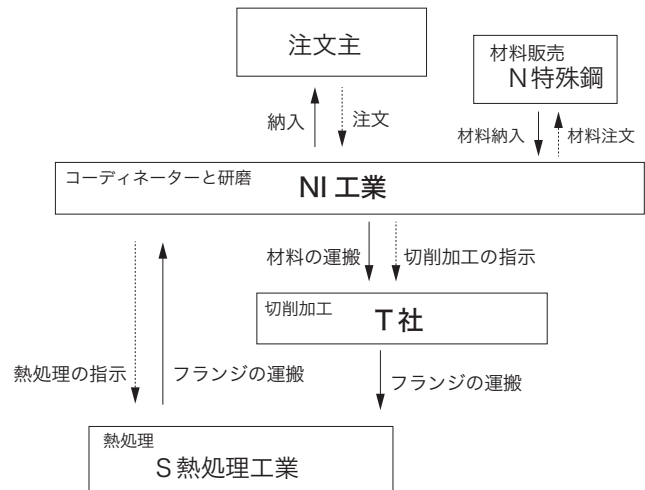 注文主
材料販売
N特殊鋼
納入
注文
材料納入
材料注文
コーディネーターと研磨
NI 工業
材料の運搬
切削加工の指示
切削加工
T社
熱処理の指示
フランジの運搬
フランジの運搬
熱処理
S熱処理工業